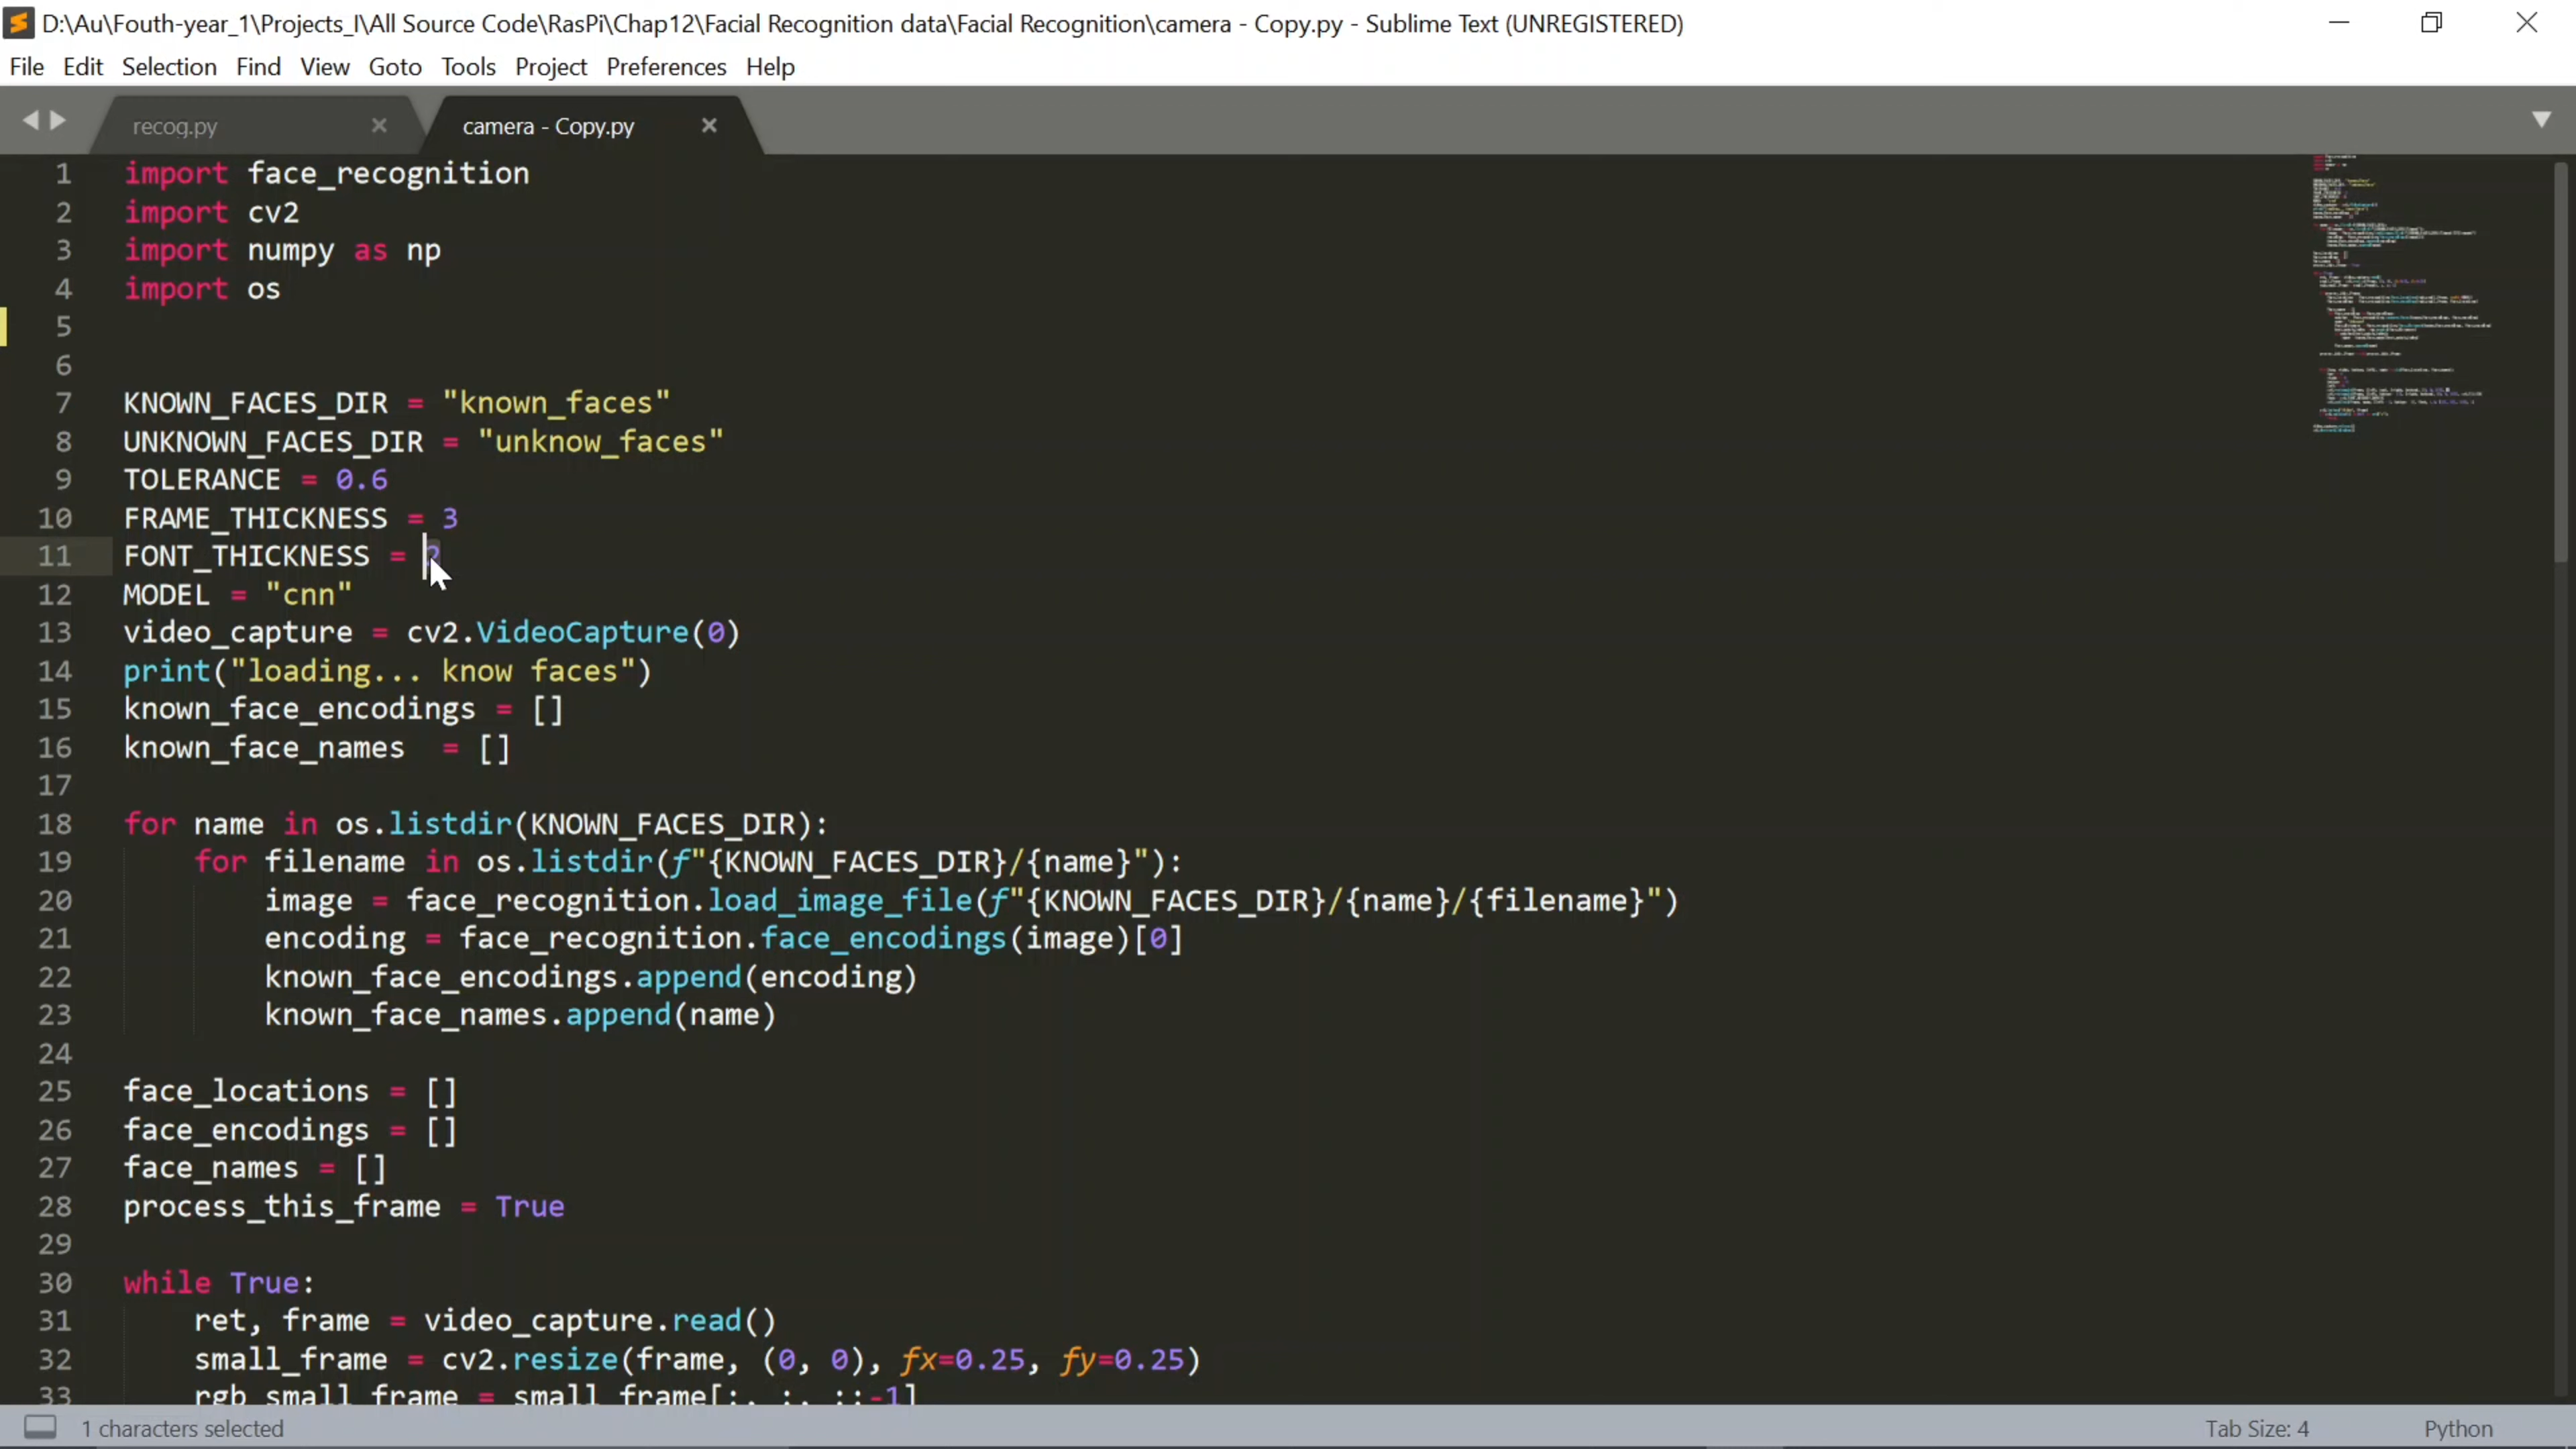 D:\Au\Fouth-year_1\Projects_I\All Source Code\RasPi\Chap12\Facial Recognition data\Facial Recognition\camera - Copy.py - Sublime Text (UNREGISTERED)
File Edit Selection Find View Goto Tools Project Preferences Help
recog.py camera - Copy.py
1 import face_recognition
2 import cv2
3 import numpy as np
4 import os
5
6
7 KNOWN_FACES_DIR = "known_faces"
8 UNKNOWN_FACES_DIR = "unknow_faces"
9 TOLERANCE = 0.6
10 FRAME_THICKNESS = 3
11 FONT_THICKNESS = 2
12 MODEL = "cnn"
13 video_capture = cv2.VideoCapture(0)
14 print("loading... know faces")
15 known_face_encodings = []
16 known_face_names  = []
17
18 for name in os.listdir(KNOWN_FACES_DIR):
19     for filename in os.listdir(f"{KNOWN_FACES_DIR}/{name}"):
20         image = face_recognition.load_image_file(f"{KNOWN_FACES_DIR}/{name}/{filename}")
21         encoding = face_recognition.face_encodings(image)[0]
22         known_face_encodings.append(encoding)
23         known_face_names.append(name)
24
25 face_locations = []
26 face_encodings = []
27 face_names = []
28 process_this_frame = True
29
30 while True:
31     ret, frame = video_capture.read()
32     small_frame = cv2.resize(frame, (0, 0), fx=0.25, fy=0.25)
33     rgb_small_frame = small_frame[:, :, ::-1]
1 characters selected Tab Size: 4 Python